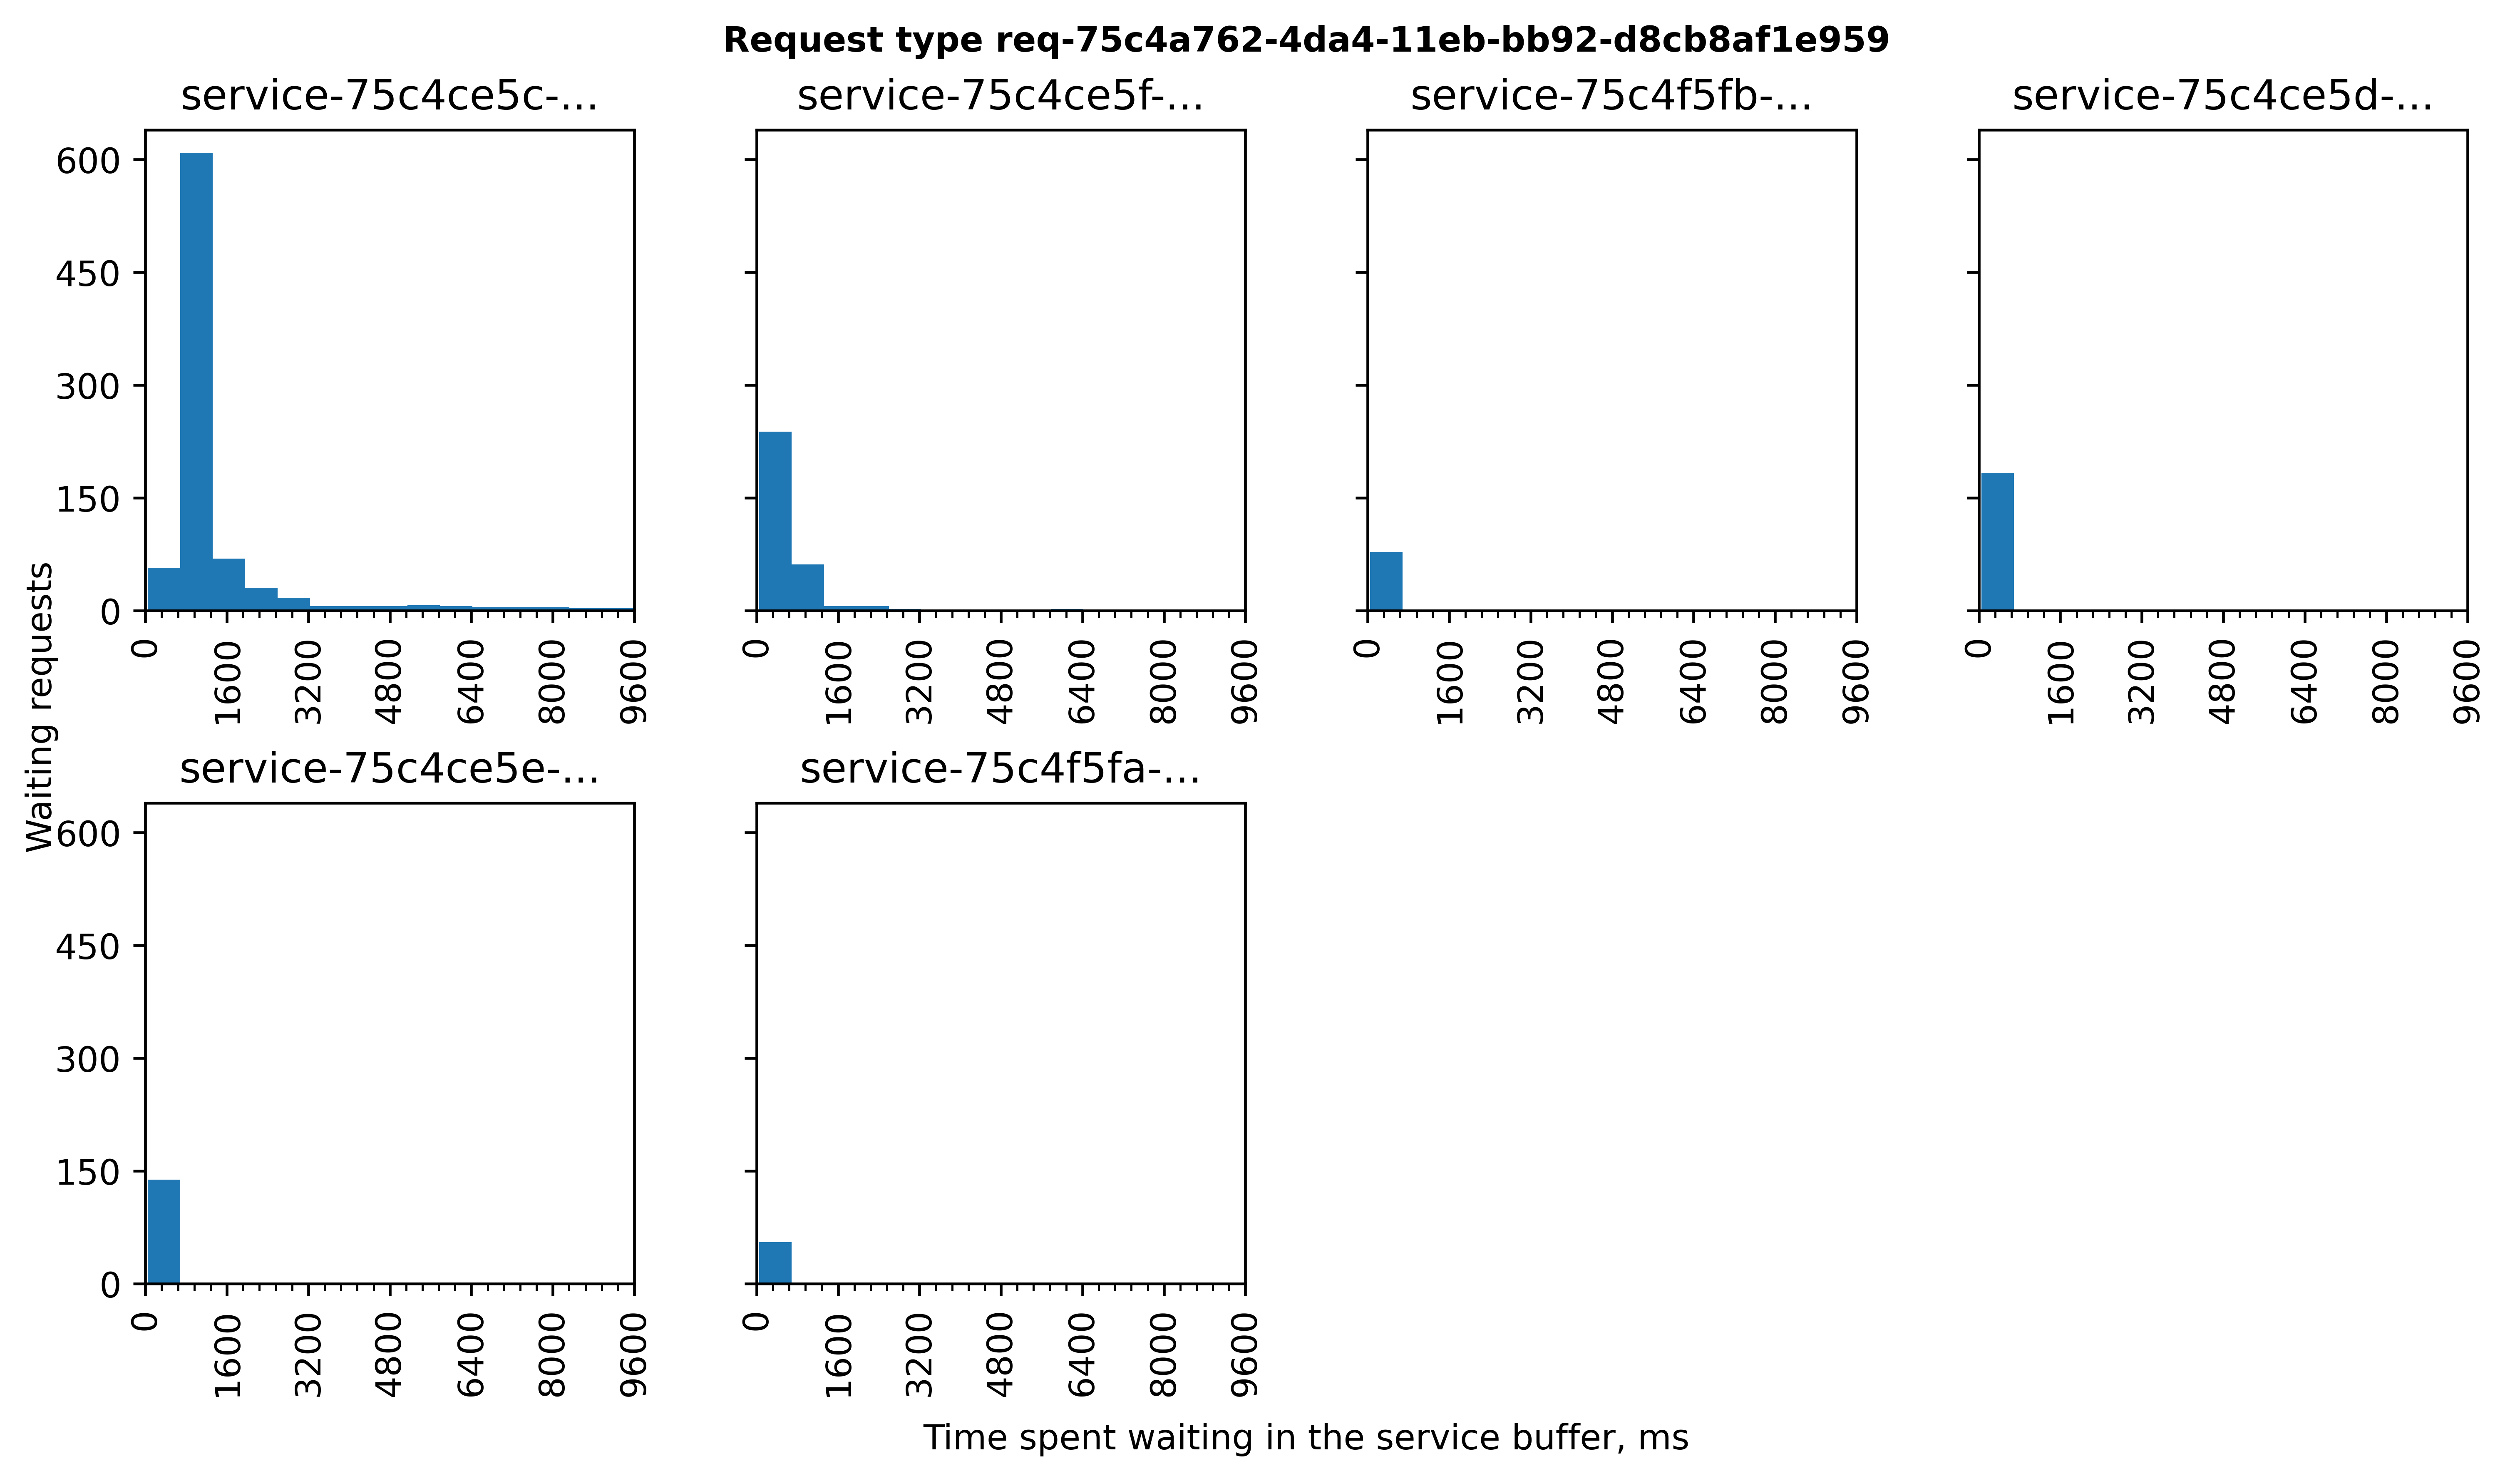 Request type req-75c4a762-4da4-11eb-bb92-d8cb8af1e959
service-75c4ce5c-...
service-75c4ce5f-...
service-75c4f5fb-...
service-75c4ce5d-...
600
450
300
150
0
0 1600 3200 4800 6400 8000 9600
0 1600 3200 4800 6400 8000 9600
0 1600 3200 4800 6400 8000 9600
0 1600 3200 4800 6400 8000 9600
Waiting requests
service-75c4ce5e-...
service-75c4f5fa-...
600
450
300
150
0
0 1600 3200 4800 6400 8000 9600
0 1600 3200 4800 6400 8000 9600
Time spent waiting in the service buffer, ms